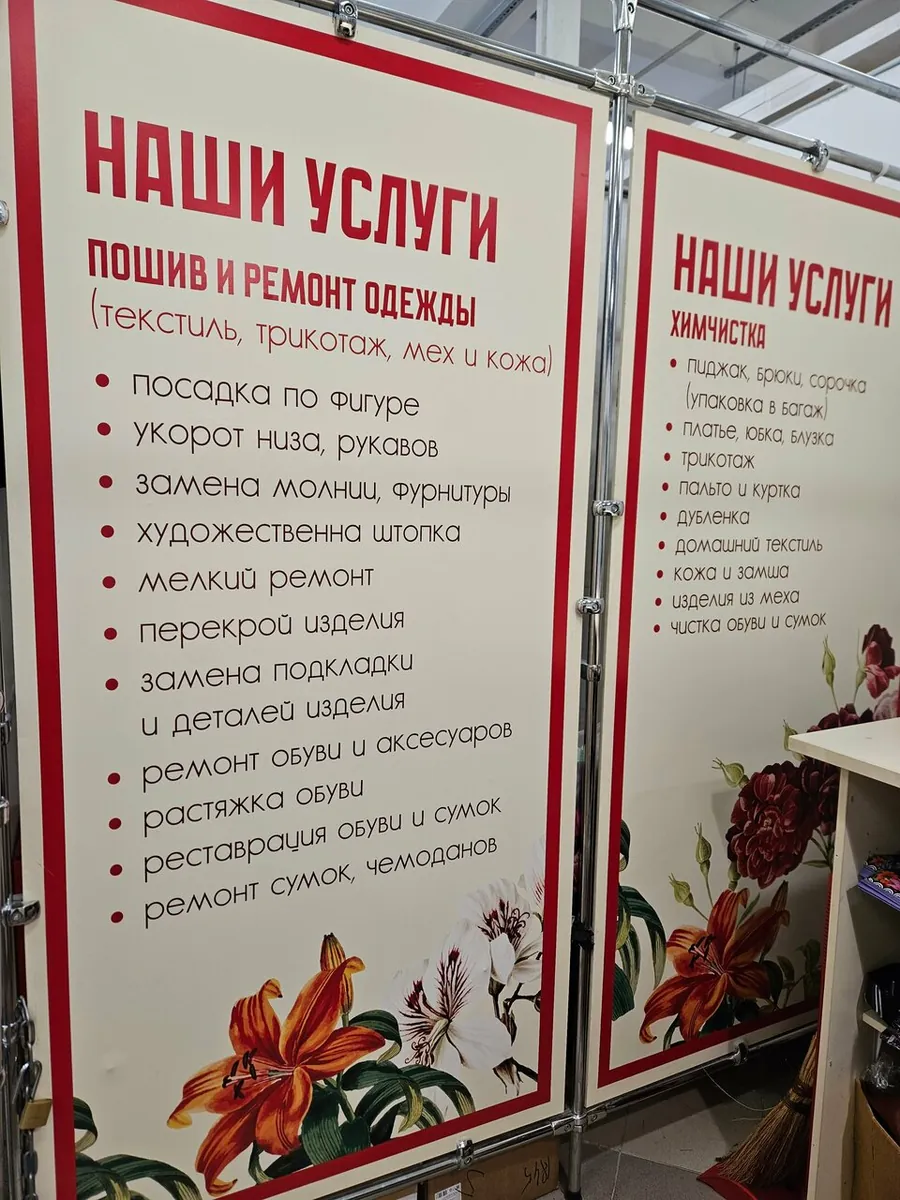 НАШИ УСЛУГИ
ПОШИВ И РЕМОНТ ОДЕЖДЫ
(текстиль, трикотаж, мех и кожа)
• посадка по фигуре
• укорот низа, рукавов
• замена молнии, фурнитуры
• художественна штопка
• мелкий ремонт
• перекрой изделия
• замена подкладки
и деталей изделия
• ремонт обуви и аксесуаров
• растяжка обуви
• реставрация обуви и сумок
• ремонт сумок, чемоданов
НАШИ УСЛУГИ
ХИМЧИСТКА
• пиджак, брюки, сорочка
(упаковка в багаж)
• платье, юбка, блузка
• трикотаж
• пальто и куртка
• дубленка
• домашний текстиль
• кожа и замша
• изделия из меха
• чистка обуви и сумок